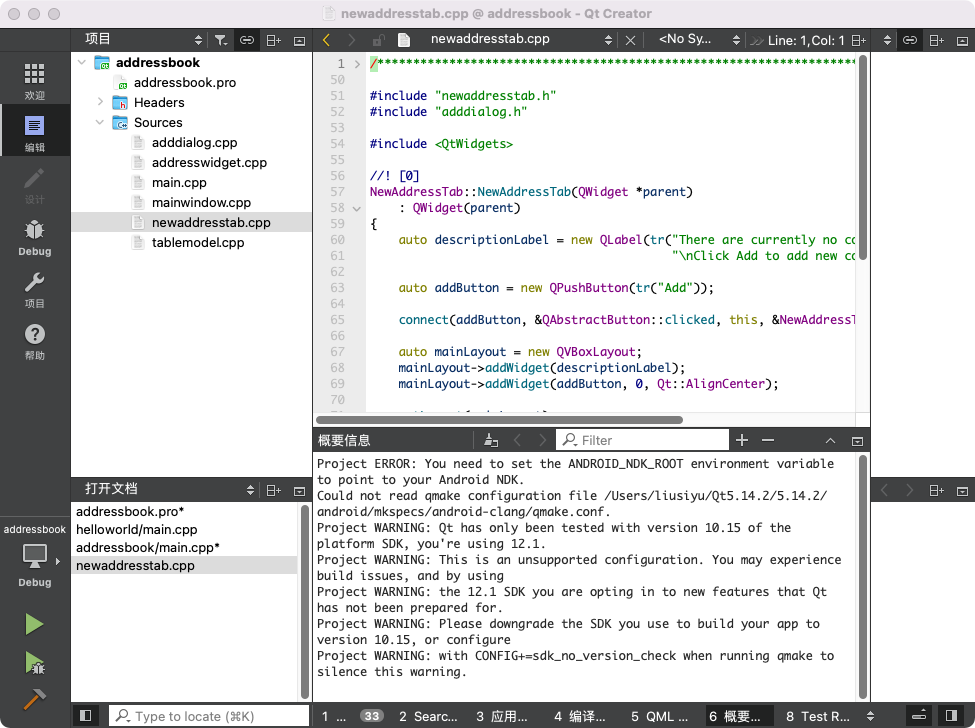 newaddresstab.cpp @ addressbook - Qt Creator
项目
newaddresstab.cpp
<No Sy...
Line: 1,Col: 1
欢迎
编辑
设计
Debug
项目
帮助
addressbook
Debug
addressbook
addressbook.pro
Headers
Sources
adddialog.cpp
addresswidget.cpp
main.cpp
mainwindow.cpp
newaddresstab.cpp
tablemodel.cpp
1
50
51 #include "newaddresstab.h"
52 #include "adddialog.h"
53
54 #include <QtWidgets>
55
56 //! [0]
57 NewAddressTab::NewAddressTab(QWidget *parent)
58 : QWidget(parent)
59 {
60 auto descriptionLabel = new QLabel(tr("There are currently no co
61 "\nClick Add to add new co
62
63 auto addButton = new QPushButton(tr("Add"));
64
65 connect(addButton, &QAbstractButton::clicked, this, &NewAddressT
66
67 auto mainLayout = new QVBoxLayout;
68 mainLayout->addWidget(descriptionLabel);
69 mainLayout->addWidget(addButton, 0, Qt::AlignCenter);
70
概要信息
Filter
Project ERROR: You need to set the ANDROID_NDK_ROOT environment variable
to point to your Android NDK.
Could not read qmake configuration file /Users/liusiyu/Qt5.14.2/5.14.2/
android/mkspecs/android-clang/qmake.conf.
Project WARNING: Qt has only been tested with version 10.15 of the
platform SDK, you're using 12.1.
Project WARNING: This is an unsupported configuration. You may experience
build issues, and by using
Project WARNING: the 12.1 SDK you are opting in to new features that Qt
has not been prepared for.
Project WARNING: Please downgrade the SDK you use to build your app to
version 10.15, or configure
Project WARNING: with CONFIG+=sdk_no_version_check when running qmake to
silence this warning.
打开文档
addressbook.pro*
helloworld/main.cpp
addressbook/main.cpp*
newaddresstab.cpp
Type to locate (⌘K)
1 ... 33
2 Searc...
3 应用...
4 编译...
5 QML ...
6 概要...
8 Test R...